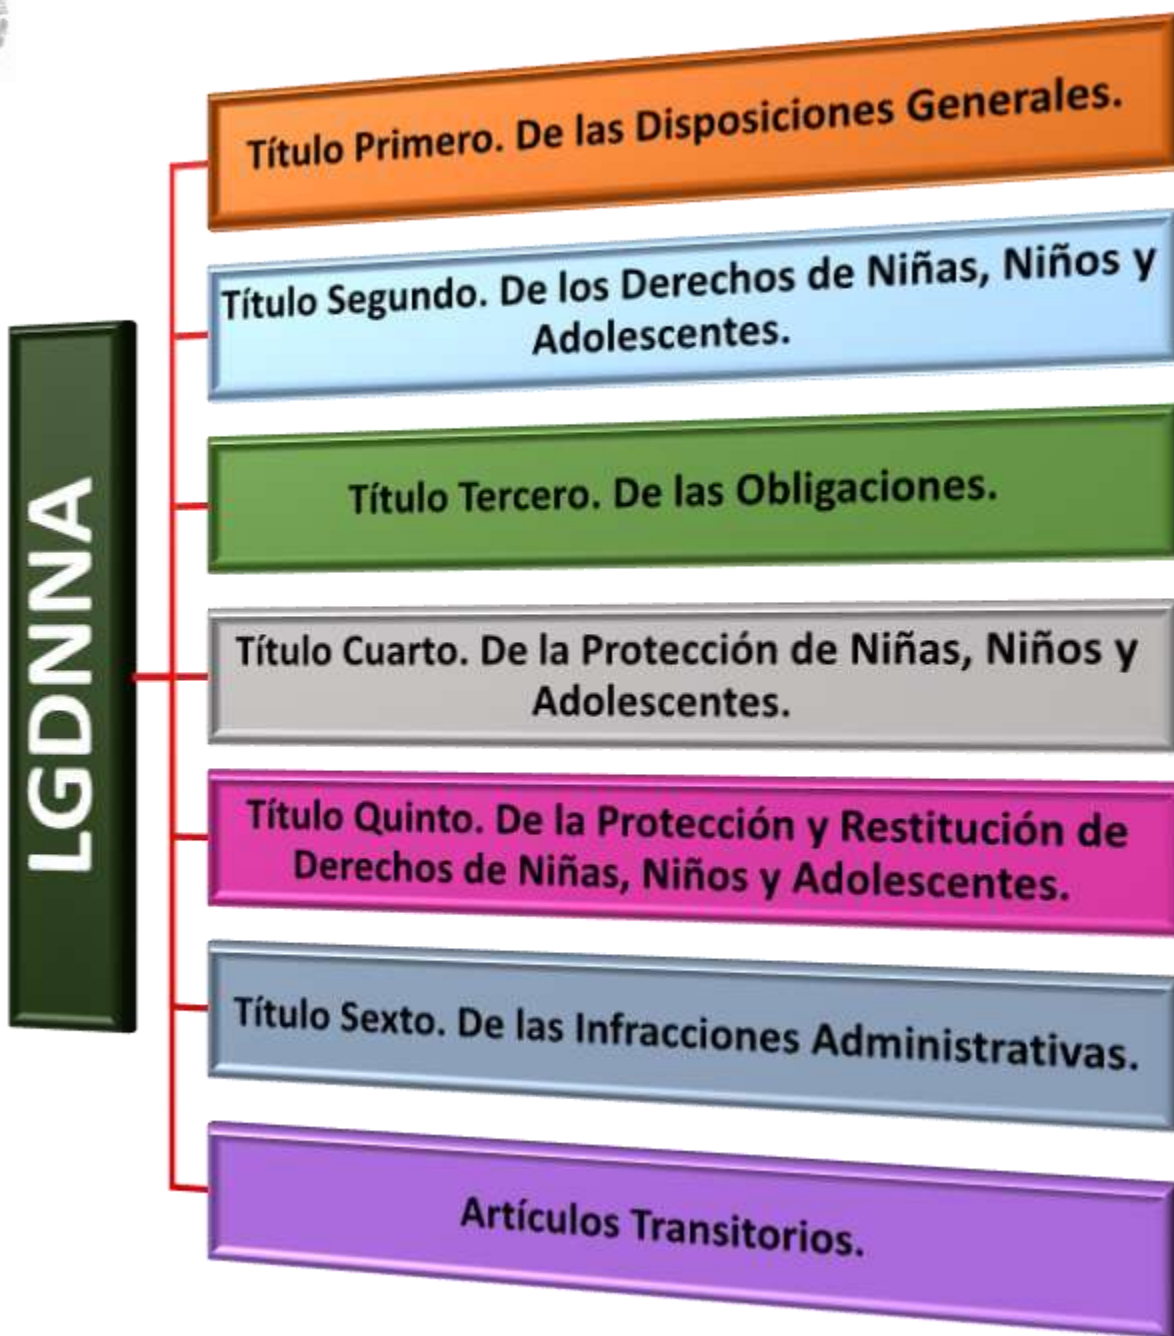 LGDNNA
Título Primero. De las Disposiciones Generales.
Título Segundo. De los Derechos de Niñas, Niños y
Adolescentes.
Título Tercero. De las Obligaciones.
Título Cuarto. De la Protección de Niñas, Niños y
Adolescentes.
Título Quinto. De la Protección y Restitución de
Derechos de Niñas, Niños y Adolescentes.
Título Sexto. De las Infracciones Administrativas.
Artículos Transitorios.